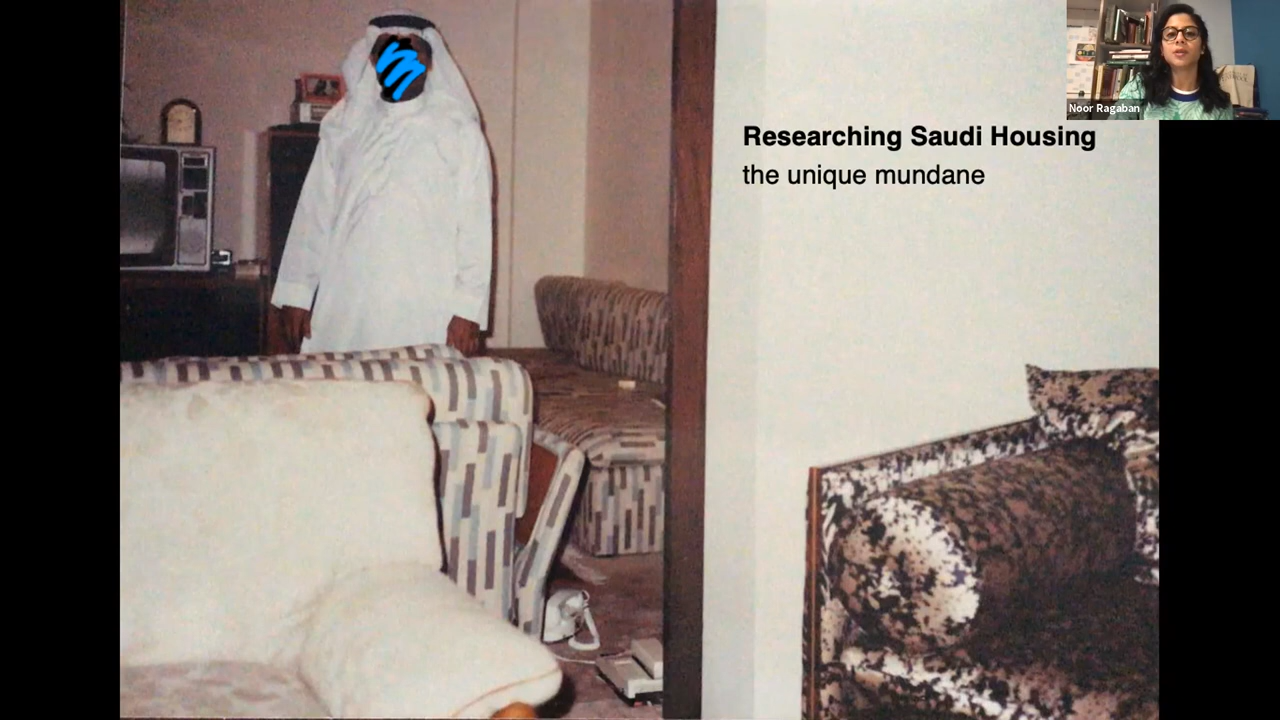 Researching Saudi Housing
the unique mundane
Noor Ragaban